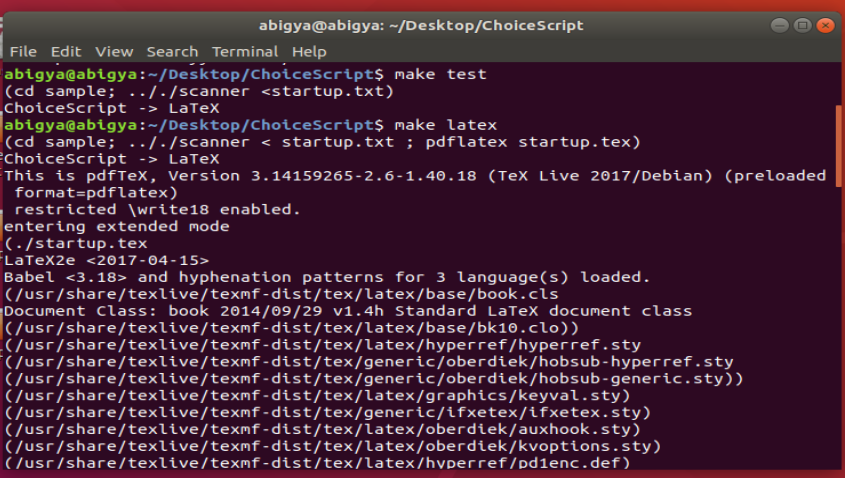 abigya@abigya: ~/Desktop/ChoiceScript
File Edit View Search Terminal Help
abigya@abigya:~/Desktop/ChoiceScript$ make test
(cd sample; .././scanner <startup.txt)
ChoiceScript -> LaTeX
abigya@abigya:~/Desktop/ChoiceScript$ make latex
(cd sample; .././scanner < startup.txt ; pdflatex startup.tex)
ChoiceScript -> LaTeX
This is pdfTeX, Version 3.14159265-2.6-1.40.18 (TeX Live 2017/Debian) (preloaded
 format=pdflatex)
 restricted \write18 enabled.
entering extended mode
(./startup.tex
LaTeX2e <2017-04-15>
Babel <3.18> and hyphenation patterns for 3 language(s) loaded.
(/usr/share/texlive/texmf-dist/tex/latex/base/book.cls
Document Class: book 2014/09/29 v1.4h Standard LaTeX document class
(/usr/share/texlive/texmf-dist/tex/latex/base/bk10.clo))
(/usr/share/texlive/texmf-dist/tex/latex/hyperref/hyperref.sty
(/usr/share/texlive/texmf-dist/tex/generic/oberdiek/hobsub-hyperref.sty
(/usr/share/texlive/texmf-dist/tex/generic/oberdiek/hobsub-generic.sty))
(/usr/share/texlive/texmf-dist/tex/latex/graphics/keyval.sty)
(/usr/share/texlive/texmf-dist/tex/generic/ifxetex/ifxetex.sty)
(/usr/share/texlive/texmf-dist/tex/latex/oberdiek/auxhook.sty)
(/usr/share/texlive/texmf-dist/tex/latex/oberdiek/kvoptions.sty)
(/usr/share/texlive/texmf-dist/tex/latex/hyperref/pd1enc.def)